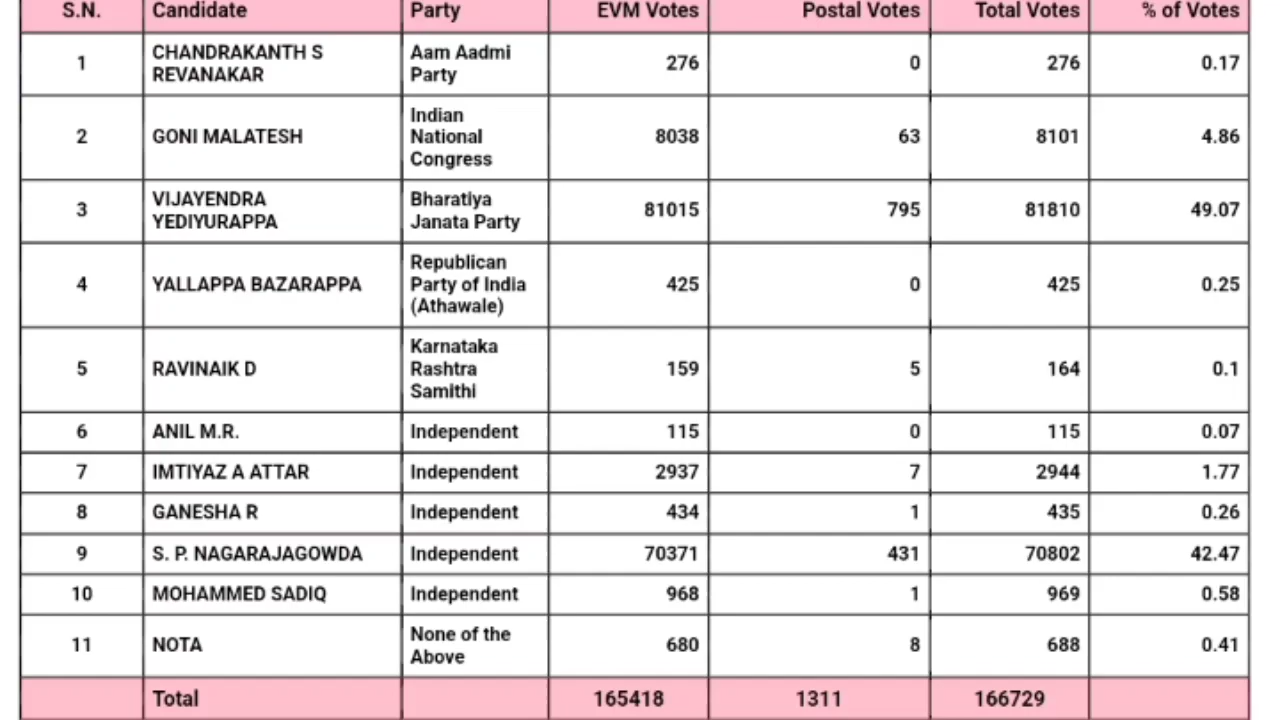 S.N. Candidate Party EVM Votes Postal Votes Total Votes % of Votes
1 CHANDRAKANTH S REVANAKAR Aam Aadmi Party 276 0 276 0.17
2 GONI MALATESH Indian National Congress 8038 63 8101 4.86
3 VIJAYENDRA YEDIYURAPPA Bharatiya Janata Party 81015 795 81810 49.07
4 YALLAPPA BAZARAPPA Republican Party of India (Athawale) 425 0 425 0.25
5 RAVINAIK D Karnataka Rashtra Samithi 159 5 164 0.1
6 ANIL M.R. Independent 115 0 115 0.07
7 IMTIYAZ A ATTAR Independent 2937 7 2944 1.77
8 GANESHA R Independent 434 1 435 0.26
9 S. P. NAGARAJAGOWDA Independent 70371 431 70802 42.47
10 MOHAMMED SADIQ Independent 968 1 969 0.58
11 NOTA None of the Above 680 8 688 0.41
Total 165418 1311 166729